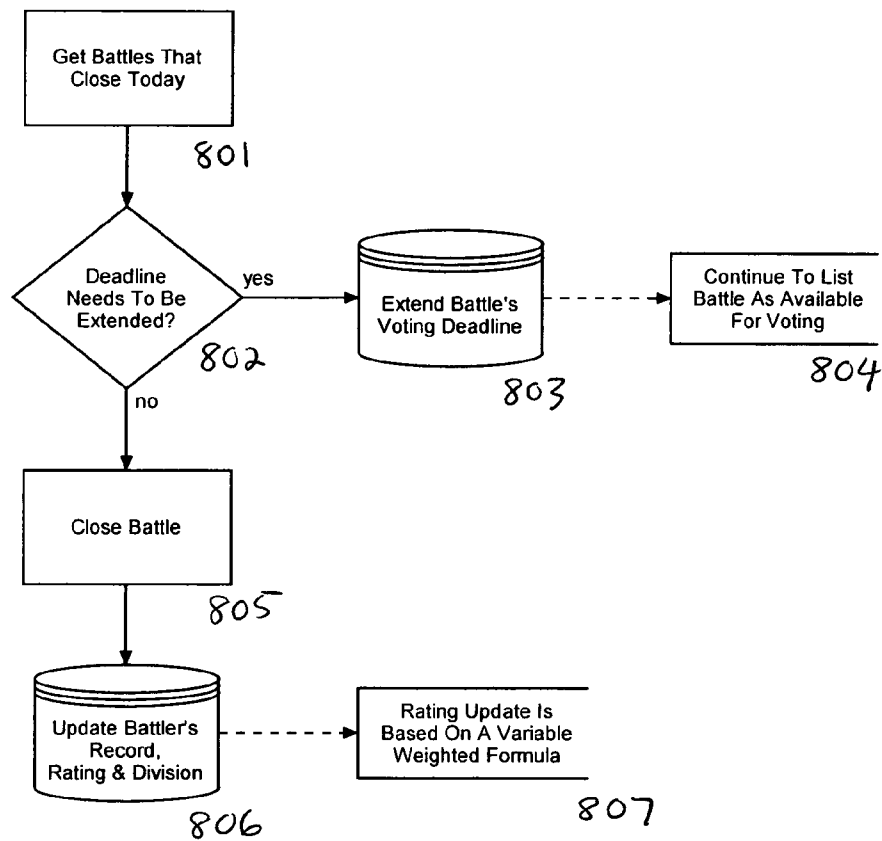 Get Battles That
Close Today
801
Deadline
Needs To Be
Extended?
802
yes
Extend Battle's
Voting Deadline
803
Continue To List
Battle As Available
For Voting
804
no
Close Battle
805
Update Battler's
Record,
Rating & Division
806
Rating Update Is
Based On A Variable
Weighted Formula
807